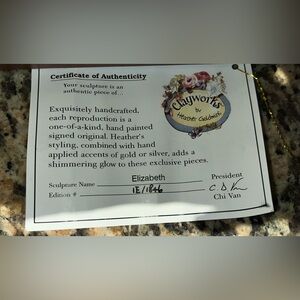 Certificate of Authenticity
Your sculpture is an
authentic piece of...
Exquisitely handcrafted,
each reproduction is a
one-of-a-kind, hand painted
signed original. Heather's
styling, combined with hand
applied accents of gold or silver, adds a
shimmering glow to these exclusive pieces.
Clayworks
by
Heather Goldminc
Sculpture Name Elizabeth
Edition # 1E/1846
President
Chi Van